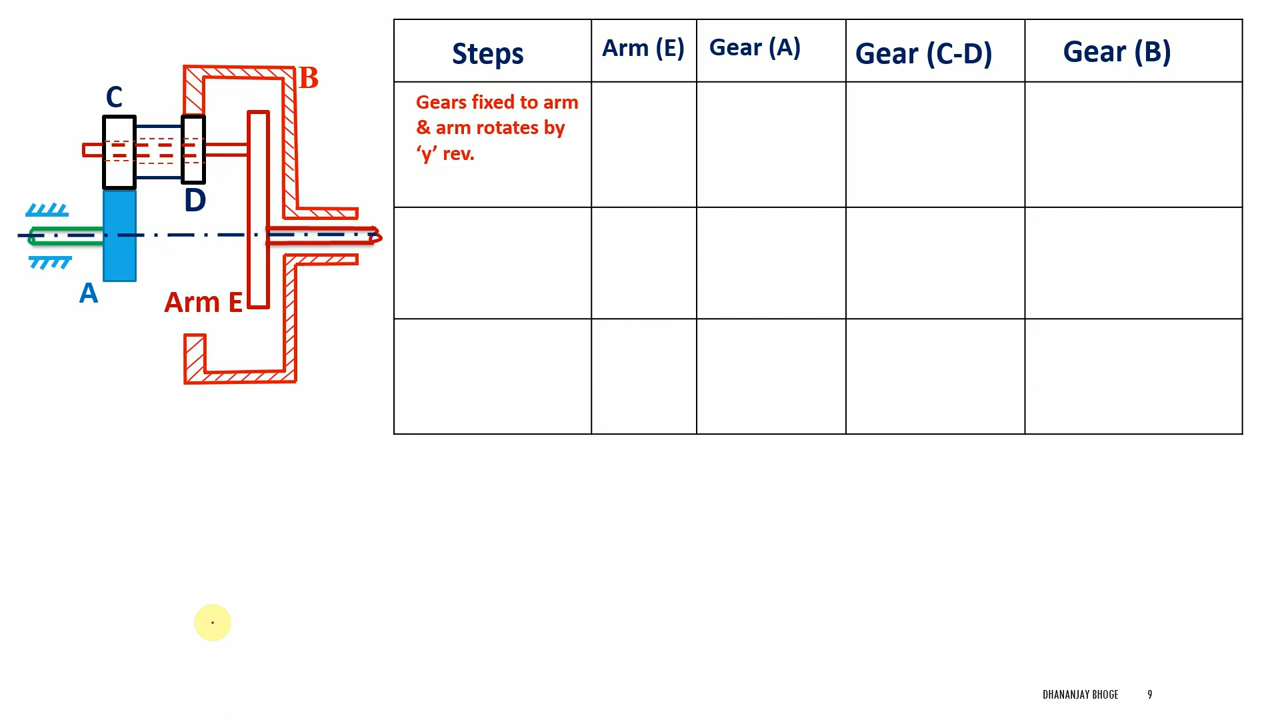 B
C
D
A
Arm E
Steps
Arm (E)
Gear (A)
Gear (C-D)
Gear (B)
Gears fixed to arm
& arm rotates by
‘y’ rev.
DHANANJAY BHOGE
9